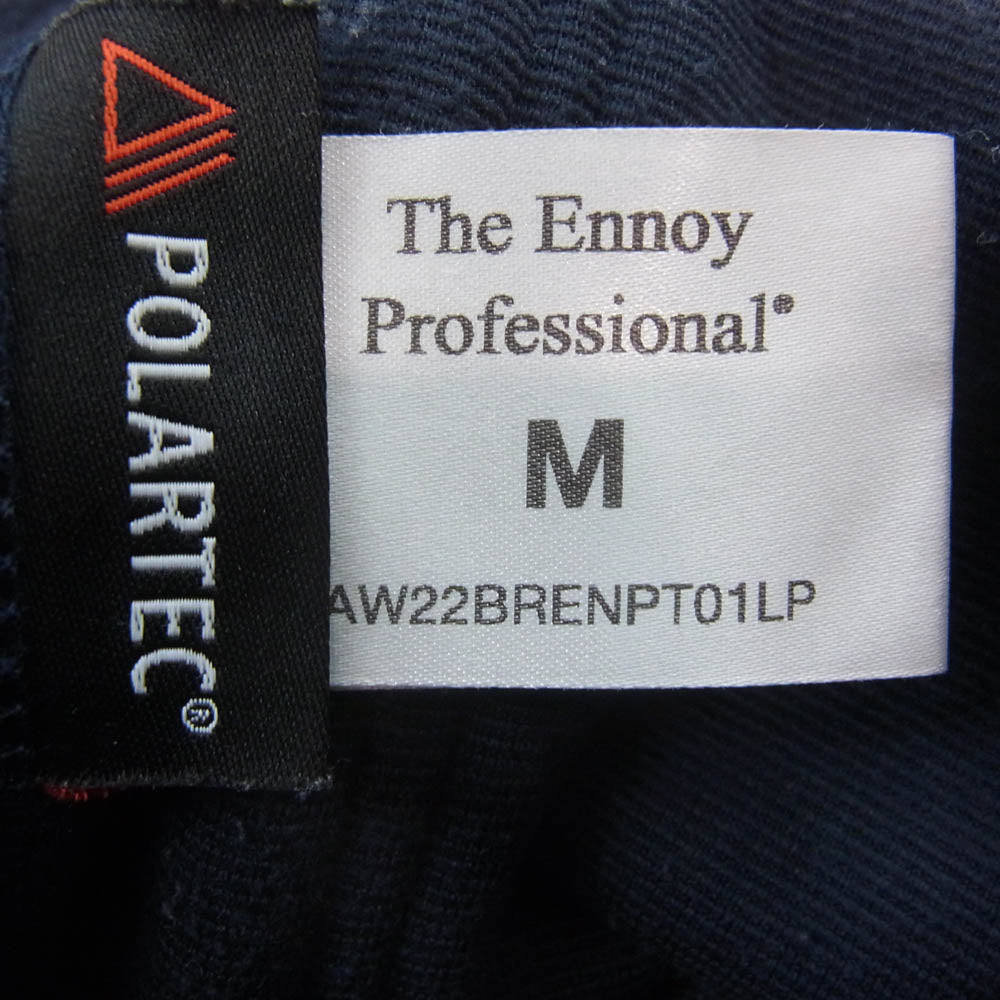 POLARTEC®
The Ennoy
Professional®
M
AW22BRENPT01LP